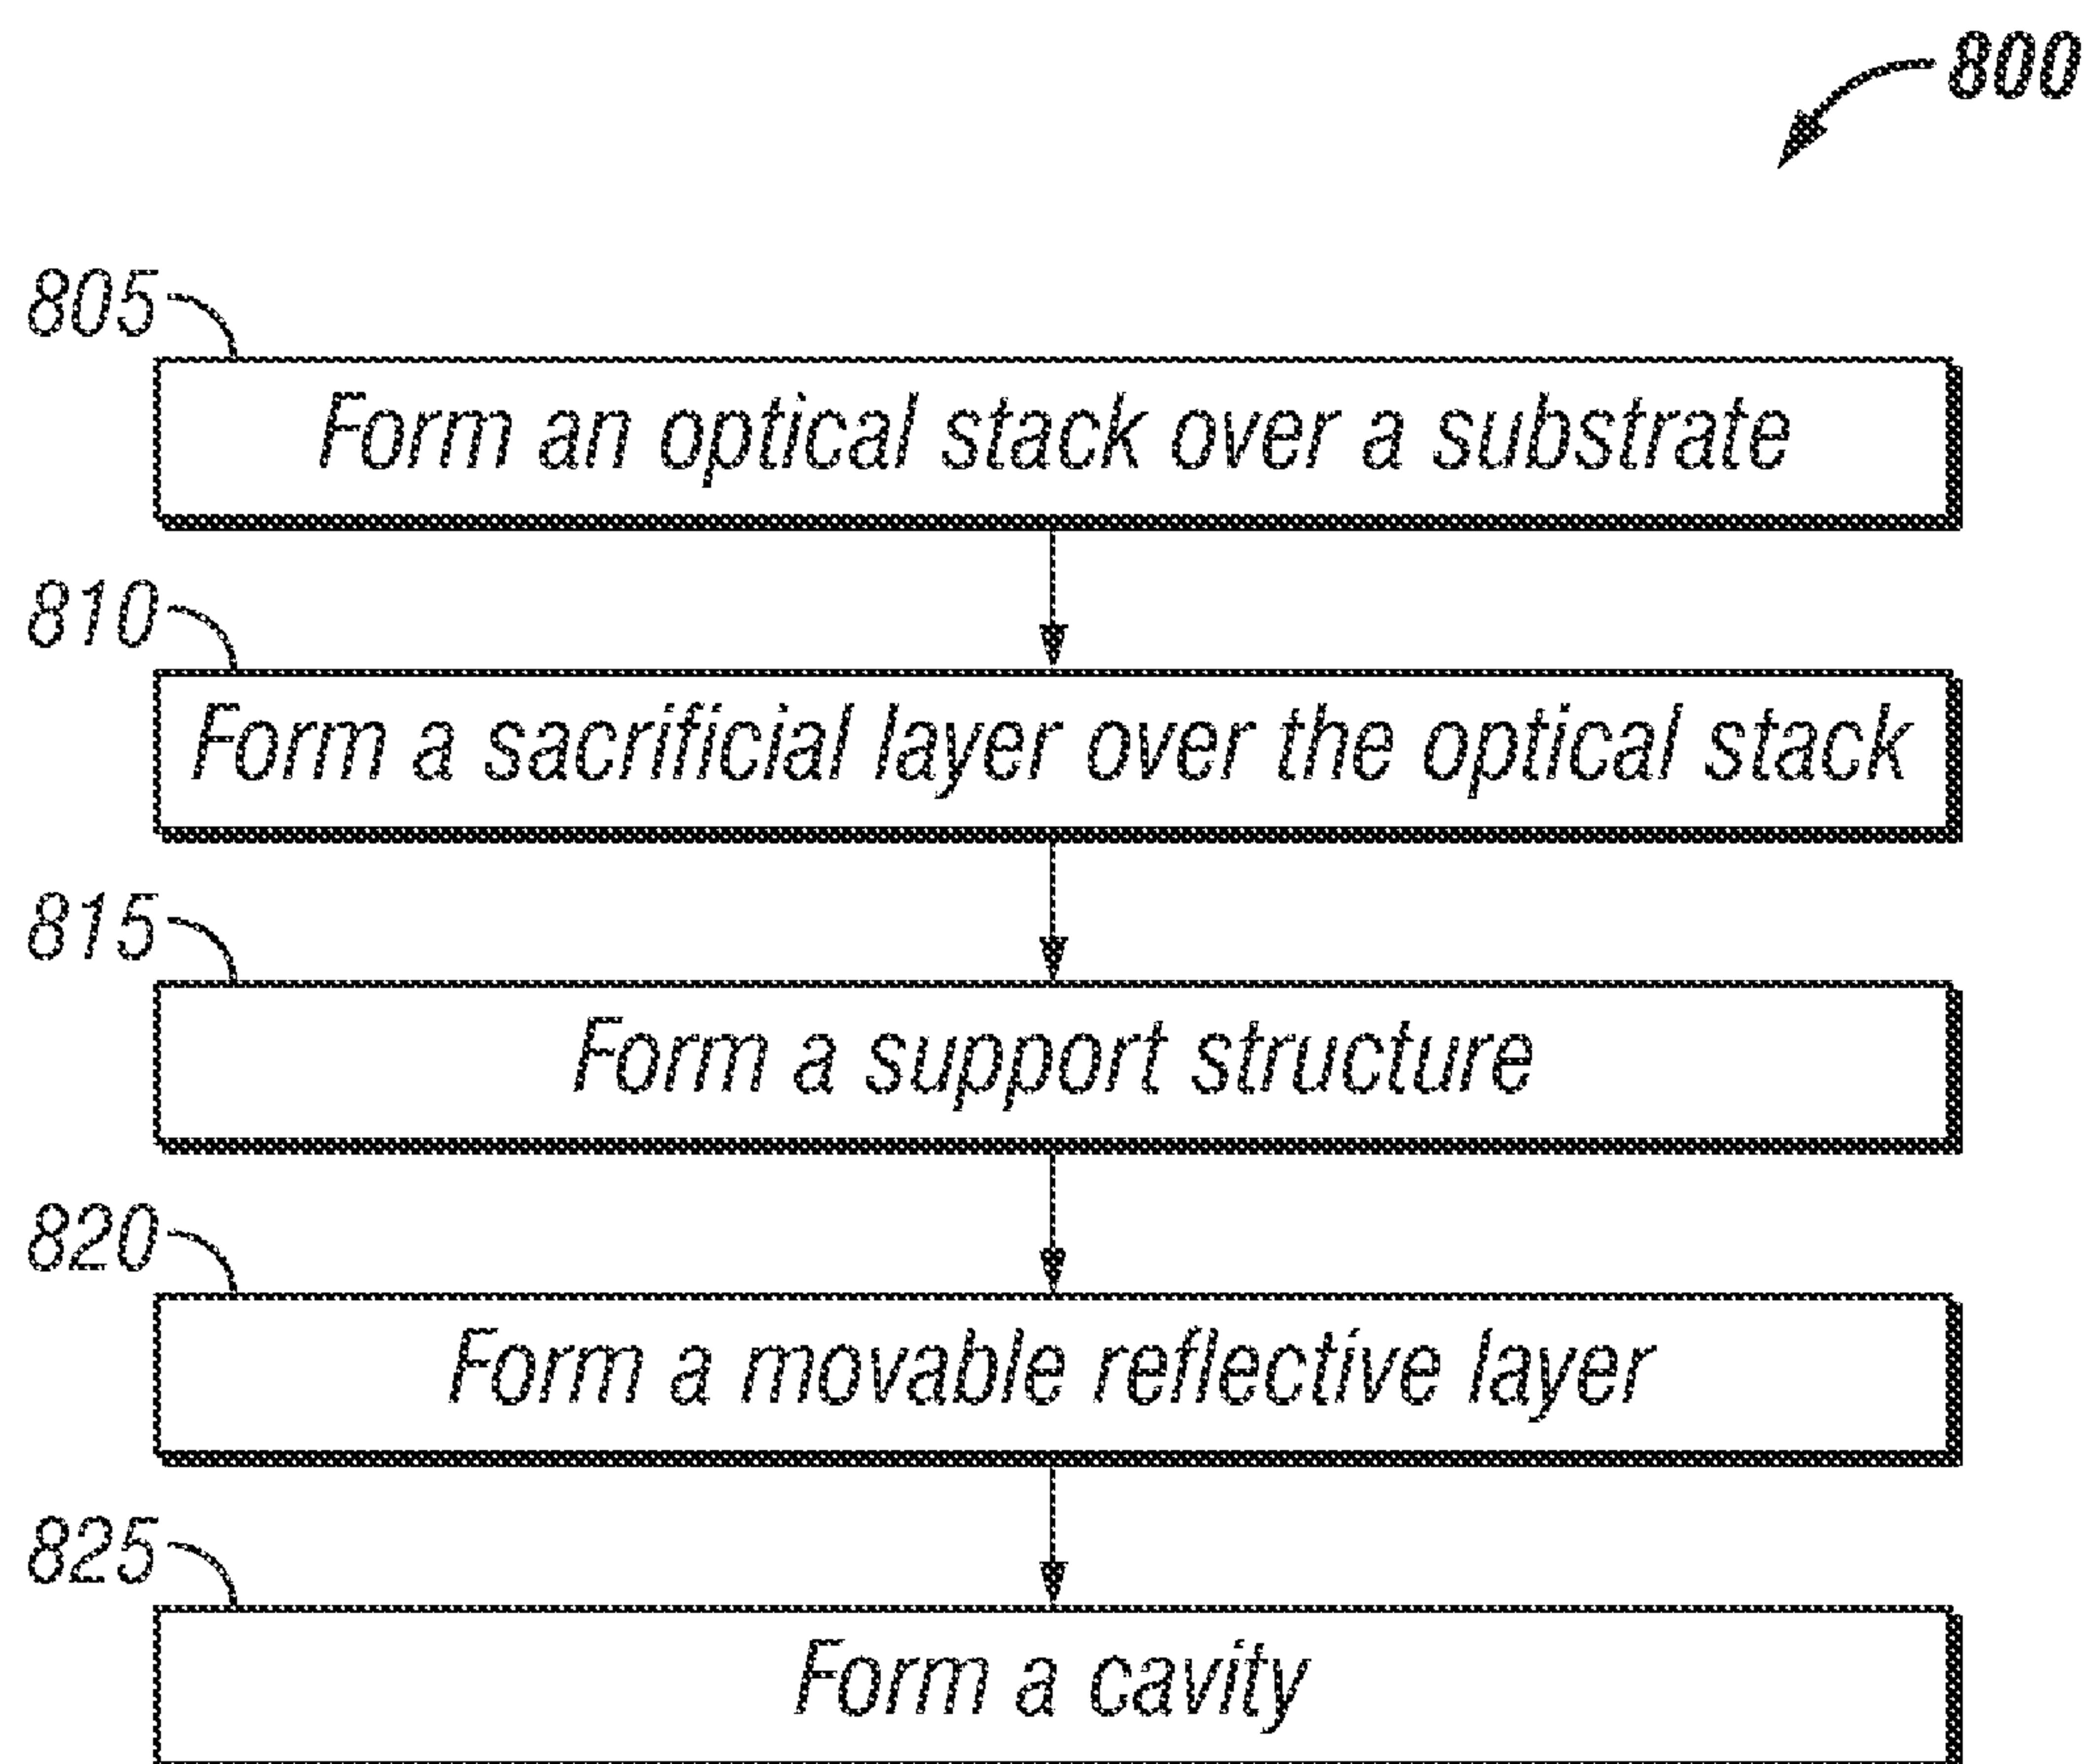 800
805
Form an optical stack over a substrate
810
Form a sacrificial layer over the optical stack
815
Form a support structure
820
Form a movable reflective layer
825
Form a cavity